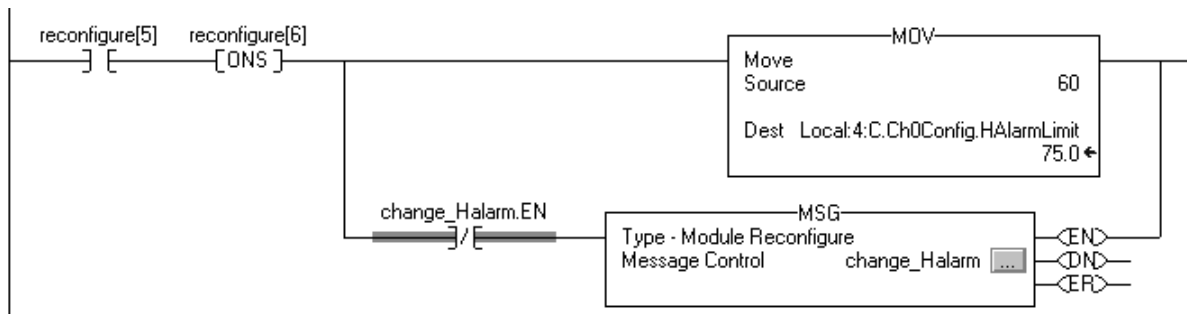 reconfigure[5] reconfigure[6]
ONS
MOV
Move
Source 60
Dest Local:4:C.Ch0Config.HAlarmLimit
75.0
change_Halarm.EN
MSG
Type - Module Reconfigure
Message Control change_Halarm ...
EN
DN
ER